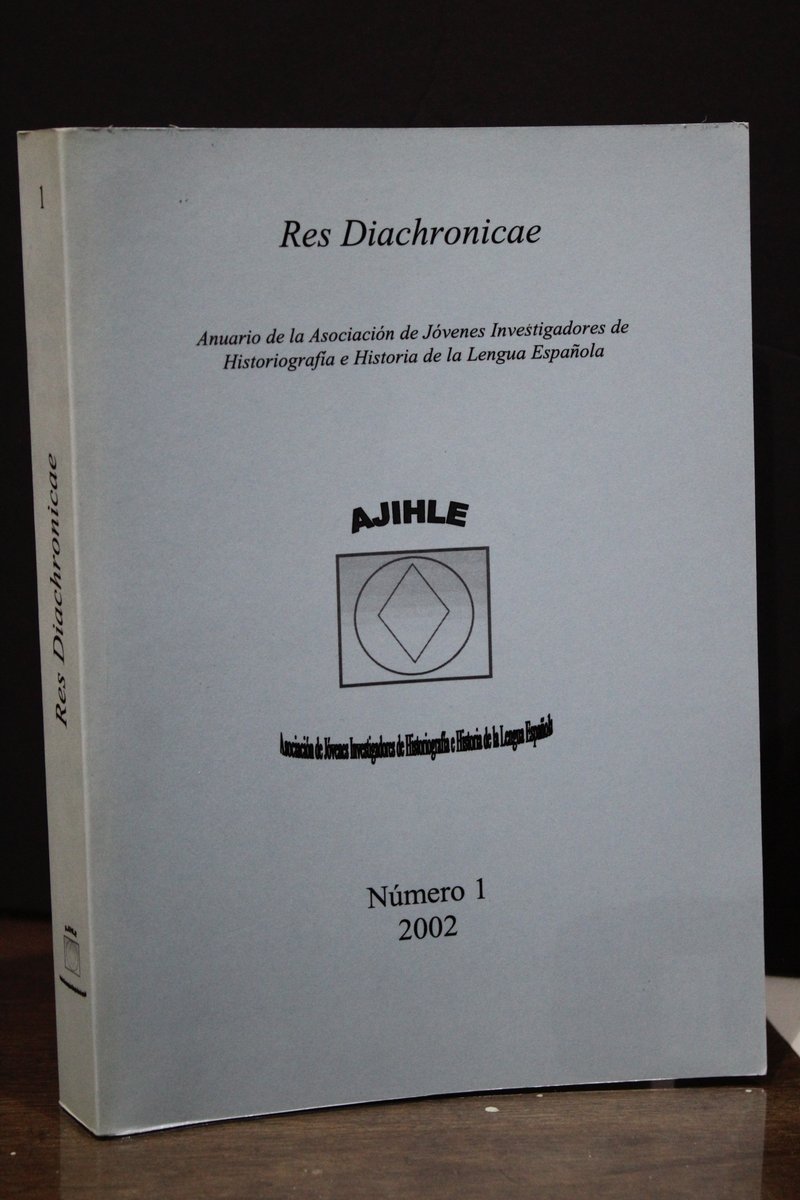 1
Res Diachronicae
Res Diachronicae
Anuario de la Asociación de Jóvenes Investigadores de
Historiografía e Historia de la Lengua Española
AJIHLE
Asociación de Jóvenes Investigadores de Historiografía e Historia de la Lengua Española
Número 1
2002
AJIHLE